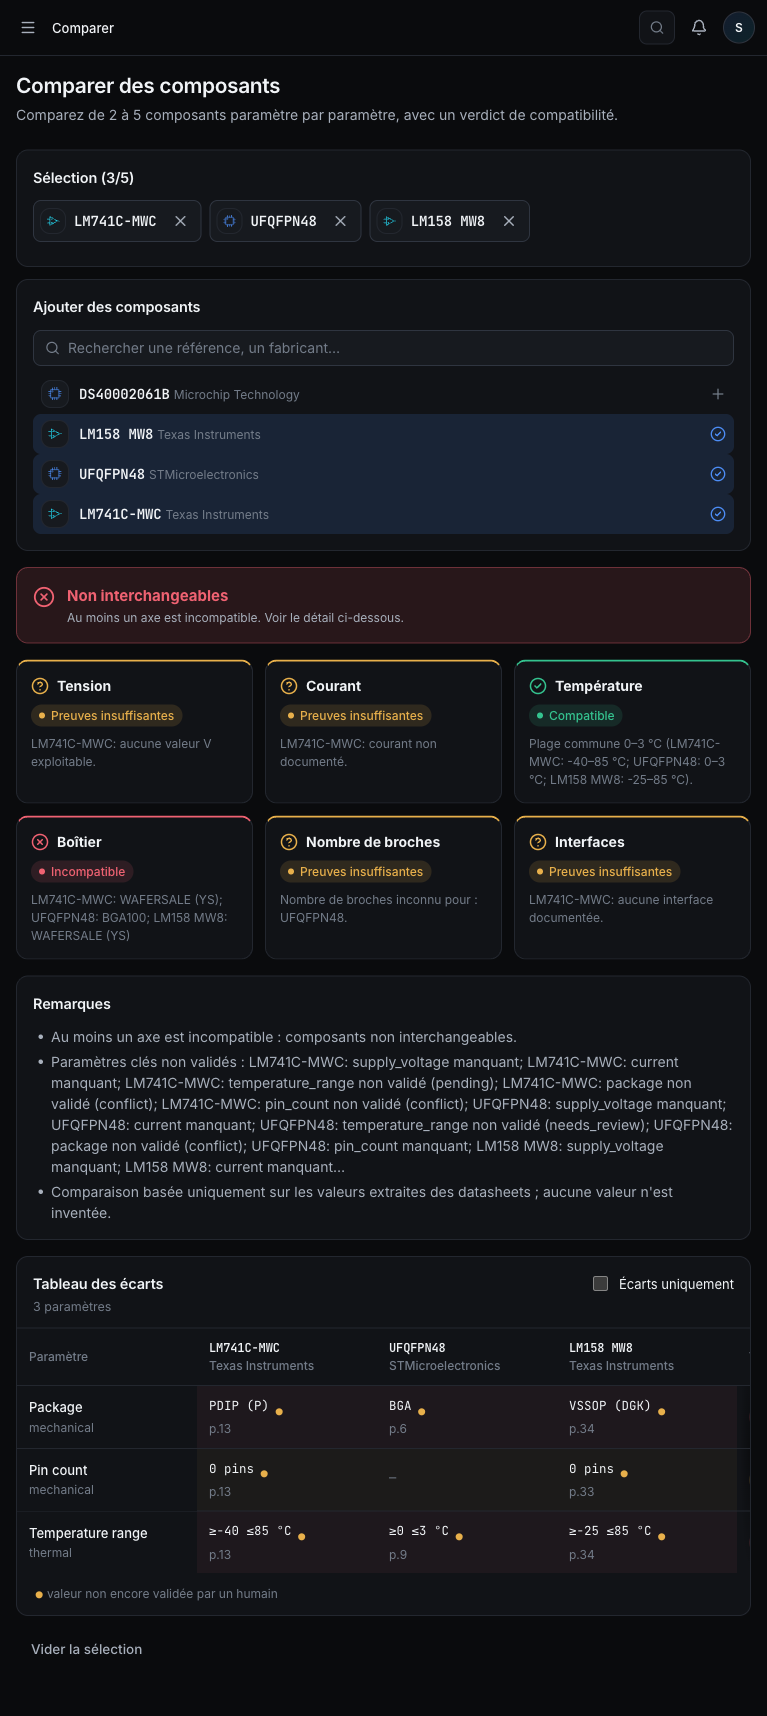 Comparer
S
Comparer des composants
Comparez de 2 à 5 composants paramètre par paramètre, avec un verdict de compatibilité.
Sélection (3/5)
LM741C-MWC
UFQFPN48
LM158 MW8
Ajouter des composants
Rechercher une référence, un fabricant...
DS40002061B Microchip Technology
LM158 MW8 Texas Instruments
UFQFPN48 STMicroelectronics
LM741C-MWC Texas Instruments
Non interchangeables
Au moins un axe est incompatible. Voir le détail ci-dessous.
Tension
Preuves insuffisantes
LM741C-MWC: aucune valeur V
exploitable.
Courant
Preuves insuffisantes
LM741C-MWC: courant non
documenté.
Température
Compatible
Plage commune 0–3 °C (LM741C-
MWC: -40–85 °C; UFQFPN48: 0–3
°C; LM158 MW8: -25–85 °C).
Boîtier
Incompatible
LM741C-MWC: WAFERSALE (YS);
UFQFPN48: BGA100; LM158 MW8:
WAFERSALE (YS)
Nombre de broches
Preuves insuffisantes
Nombre de broches inconnu pour :
UFQFPN48.
Interfaces
Preuves insuffisantes
LM741C-MWC: aucune interface
documentée.
Remarques
• Au moins un axe est incompatible : composants non interchangeables.
• Paramètres clés non validés : LM741C-MWC: supply_voltage manquant; LM741C-MWC: current
manquant; LM741C-MWC: temperature_range non validé (pending); LM741C-MWC: package non
validé (conflict); LM741C-MWC: pin_count non validé (conflict); UFQFPN48: supply_voltage manquant;
UFQFPN48: current manquant; UFQFPN48: temperature_range non validé (needs_review); UFQFPN48:
package non validé (conflict); UFQFPN48: pin_count manquant; LM158 MW8: supply_voltage
manquant; LM158 MW8: current manquant...
• Comparaison basée uniquement sur les valeurs extraites des datasheets ; aucune valeur n'est
inventée.
Tableau des écarts
Écarts uniquement
3 paramètres
Paramètre
LM741C-MWC
Texas Instruments
UFQFPN48
STMicroelectronics
LM158 MW8
Texas Instruments
Package
mechanical
PDIP (P)
p.13
BGA
p.6
VSSOP (DGK)
p.34
Pin count
mechanical
0 pins
p.13
—
0 pins
p.33
Temperature range
thermal
≥-40 ≤85 °C
p.13
≥0 ≤3 °C
p.9
≥-25 ≤85 °C
p.34
valeur non encore validée par un humain
Vider la sélection